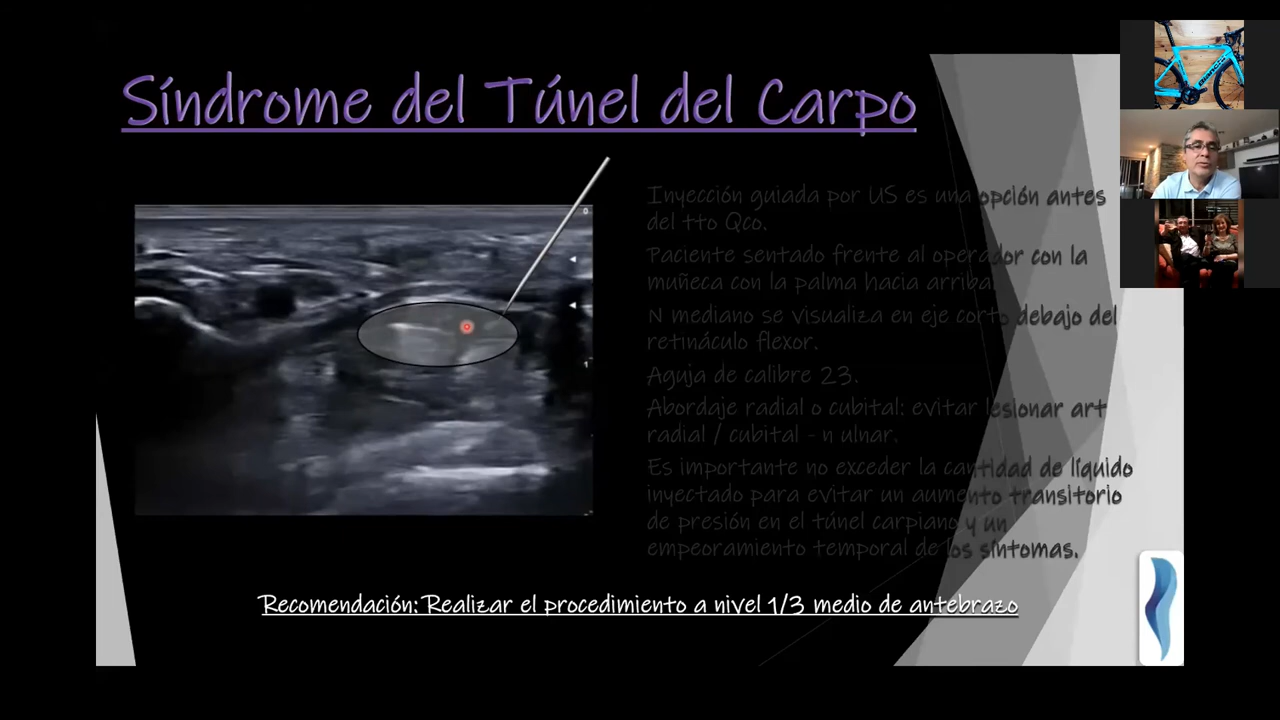 Síndrome del Túnel del Carpo
Inyección guiada por US es una opción antes
del tto Qco.
Paciente sentado frente al operador con la
muñeca con la palma hacia arriba.
N mediano se visualiza en eje corto debajo del
retináculo flexor.
Aguja de calibre 23.
Abordaje radial o cubital: evitar lesionar art
radial / cubital - n ulnar.
Es importante no exceder la cantidad de líquido
inyectado para evitar un aumento transitorio
de presión en el túnel carpiano y un
empeoramiento temporal de los síntomas.
Recomendación: Realizar el procedimiento a nivel 1/3 medio de antebrazo
0
1